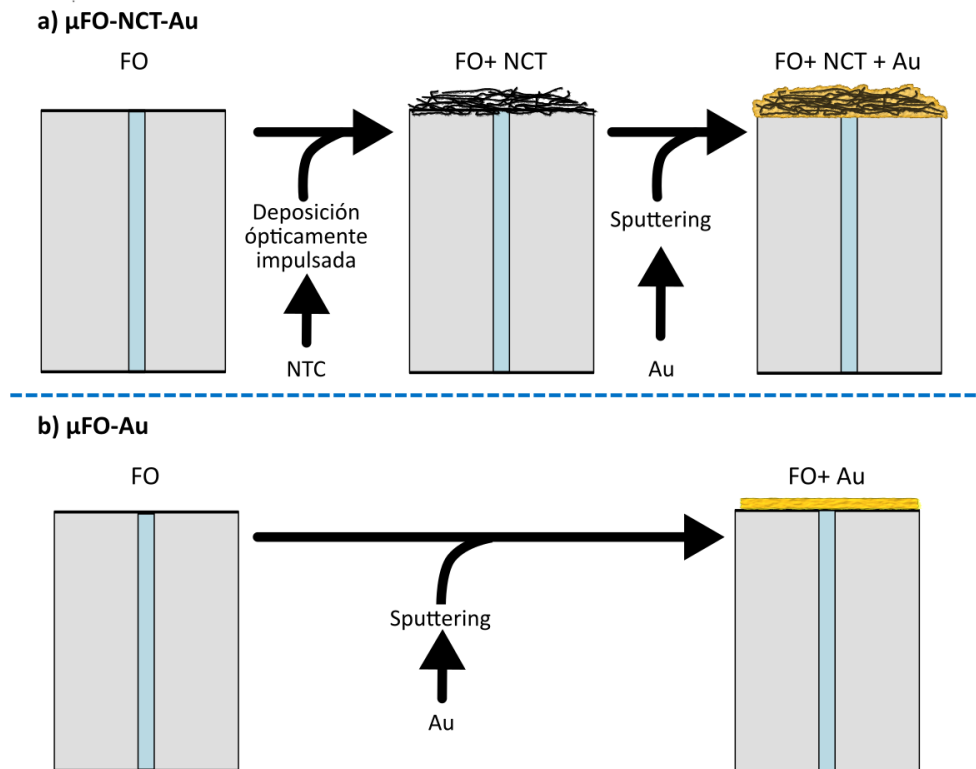 a) µFO-NCT-Au
FO
FO+ NCT
FO+ NCT + Au
Deposición
ópticamente
impulsada
NTC
Sputtering
Au
b) µFO-Au
FO
FO+ Au
Sputtering
Au